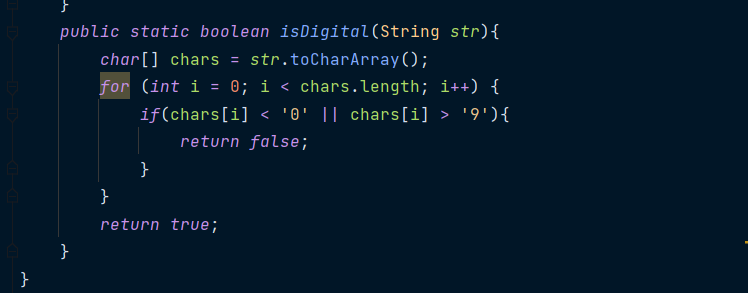 }
public static boolean isDigital(String str){
char[] chars = str.toCharArray();
for (int i = 0; i < chars.length; i++) {
if(chars[i] < '0' || chars[i] > '9'){
return false;
}
}
return true;
}
}